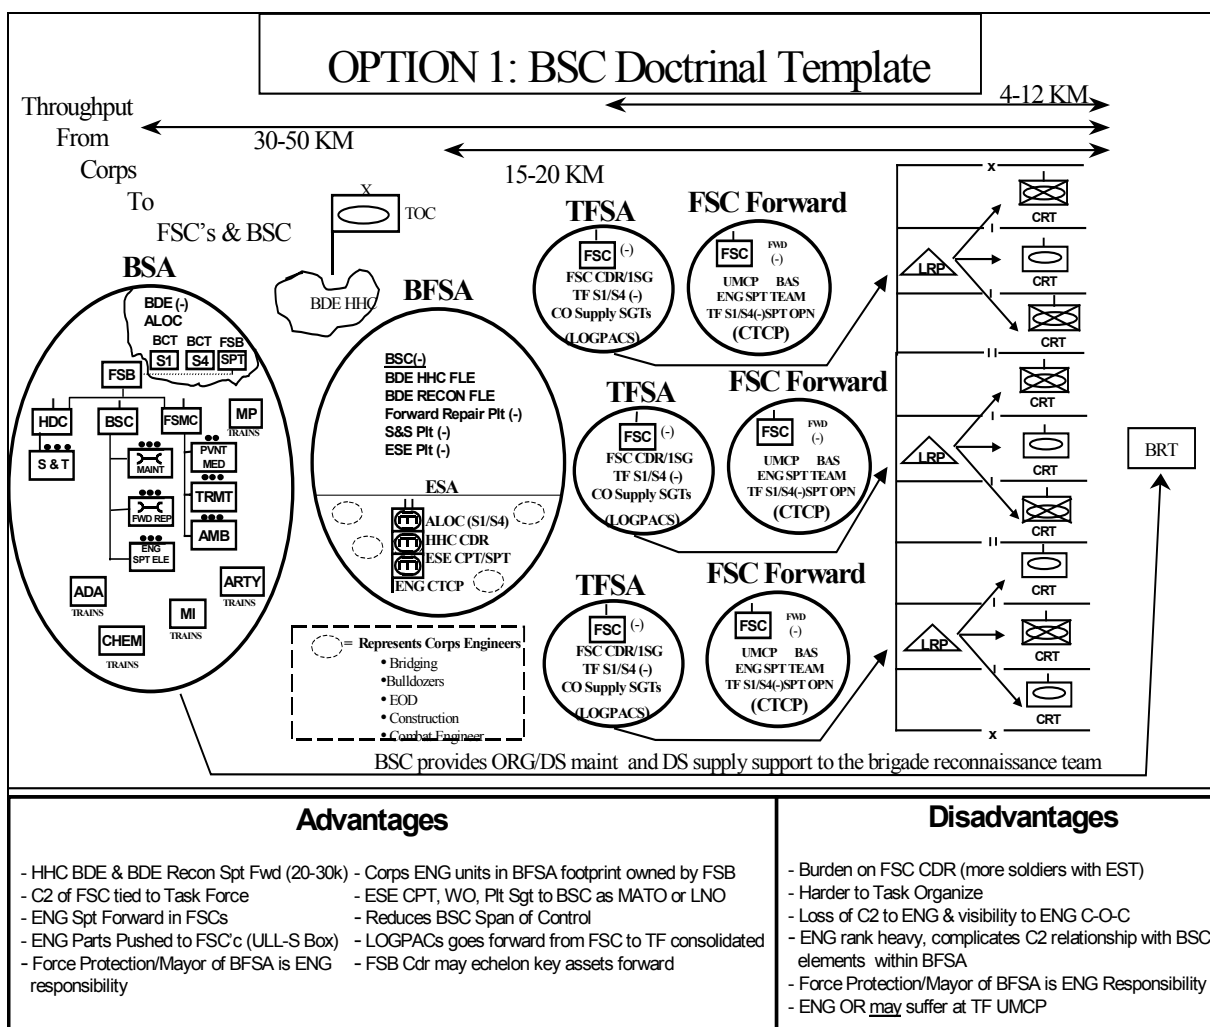 OPTION 1: BSC Doctrinal Template
4-12 KM
30-50 KM
15-20 KM
Throughput
From
Corps
To
FSC's & BSC
X
TOC
BDE HHC
BSA
BDE (-)
ALOC
BCT BCT FSB
S1 S4 SPT
FSB
HDC BSC FSMC
MP
TRAINS
S & T
MAINT
FWD REP
ENG
SPT ELE
PVNT
MED
TRMT
AMB
ADA
TRAINS
CHEM
TRAINS
MI
TRAINS
ARTY
TRAINS
BFSA
BSC(-)
BDE HHC FLE
BDE RECON FLE
Forward Repair Plt (-)
S&S Plt (-)
ESE Plt (-)
ESA
ALOC (S1/S4)
HHC CDR
ESE CPT/SPT
ENG CTCP
= Represents Corps Engineers
• Bridging
•Bulldozers
• EOD
• Construction
• Combat Engineer
TFSA
FSC (-)
FSC CDR/1SG
TF S1/S4 (-)
CO Supply SGTs
(LOGPACS)
FSC Forward
FSC FWD
(-)
UMCP BAS
ENG SPT TEAM
TF S1/S4(-)SPT OPN
(CTCP)
TFSA
FSC (-)
FSC CDR/1SG
TF S1/S4 (-)
CO Supply SGTs
(LOGPACS)
FSC Forward
FSC FWD
(-)
UMCP BAS
ENG SPT TEAM
TF S1/S4(-)SPT OPN
(CTCP)
TFSA
FSC (-)
FSC CDR/1SG
TF S1/S4 (-)
CO Supply SGTs
(LOGPACS)
FSC Forward
FSC FWD
(-)
UMCP BAS
ENG SPT TEAM
TF S1/S4(-)SPT OPN
(CTCP)
x
CRT
I
LRP
CRT
I
CRT
II
CRT
I
LRP
CRT
I
CRT
II
CRT
I
LRP
CRT
I
CRT
x
BRT
BSC provides ORG/DS maint and DS supply support to the brigade reconnaissance team
Advantages
- HHC BDE & BDE Recon Spt Fwd (20-30k)
- C2 of FSC tied to Task Force
- ENG Spt Forward in FSCs
- ENG Parts Pushed to FSC'c (ULL-S Box)
- Force Protection/Mayor of BFSA is ENG
responsibility
- Corps ENG units in BFSA footprint owned by FSB
- ESE CPT, WO, Plt Sgt to BSC as MATO or LNO
- Reduces BSC Span of Control
- LOGPACs goes forward from FSC to TF consolidated
- FSB Cdr may echelon key assets forward
Disadvantages
- Burden on FSC CDR (more soldiers with EST)
- Harder to Task Organize
- Loss of C2 to ENG & visibility to ENG C-O-C
- ENG rank heavy, complicates C2 relationship with BSC
elements within BFSA
- Force Protection/Mayor of BFSA is ENG Responsibility
- ENG OR may suffer at TF UMCP